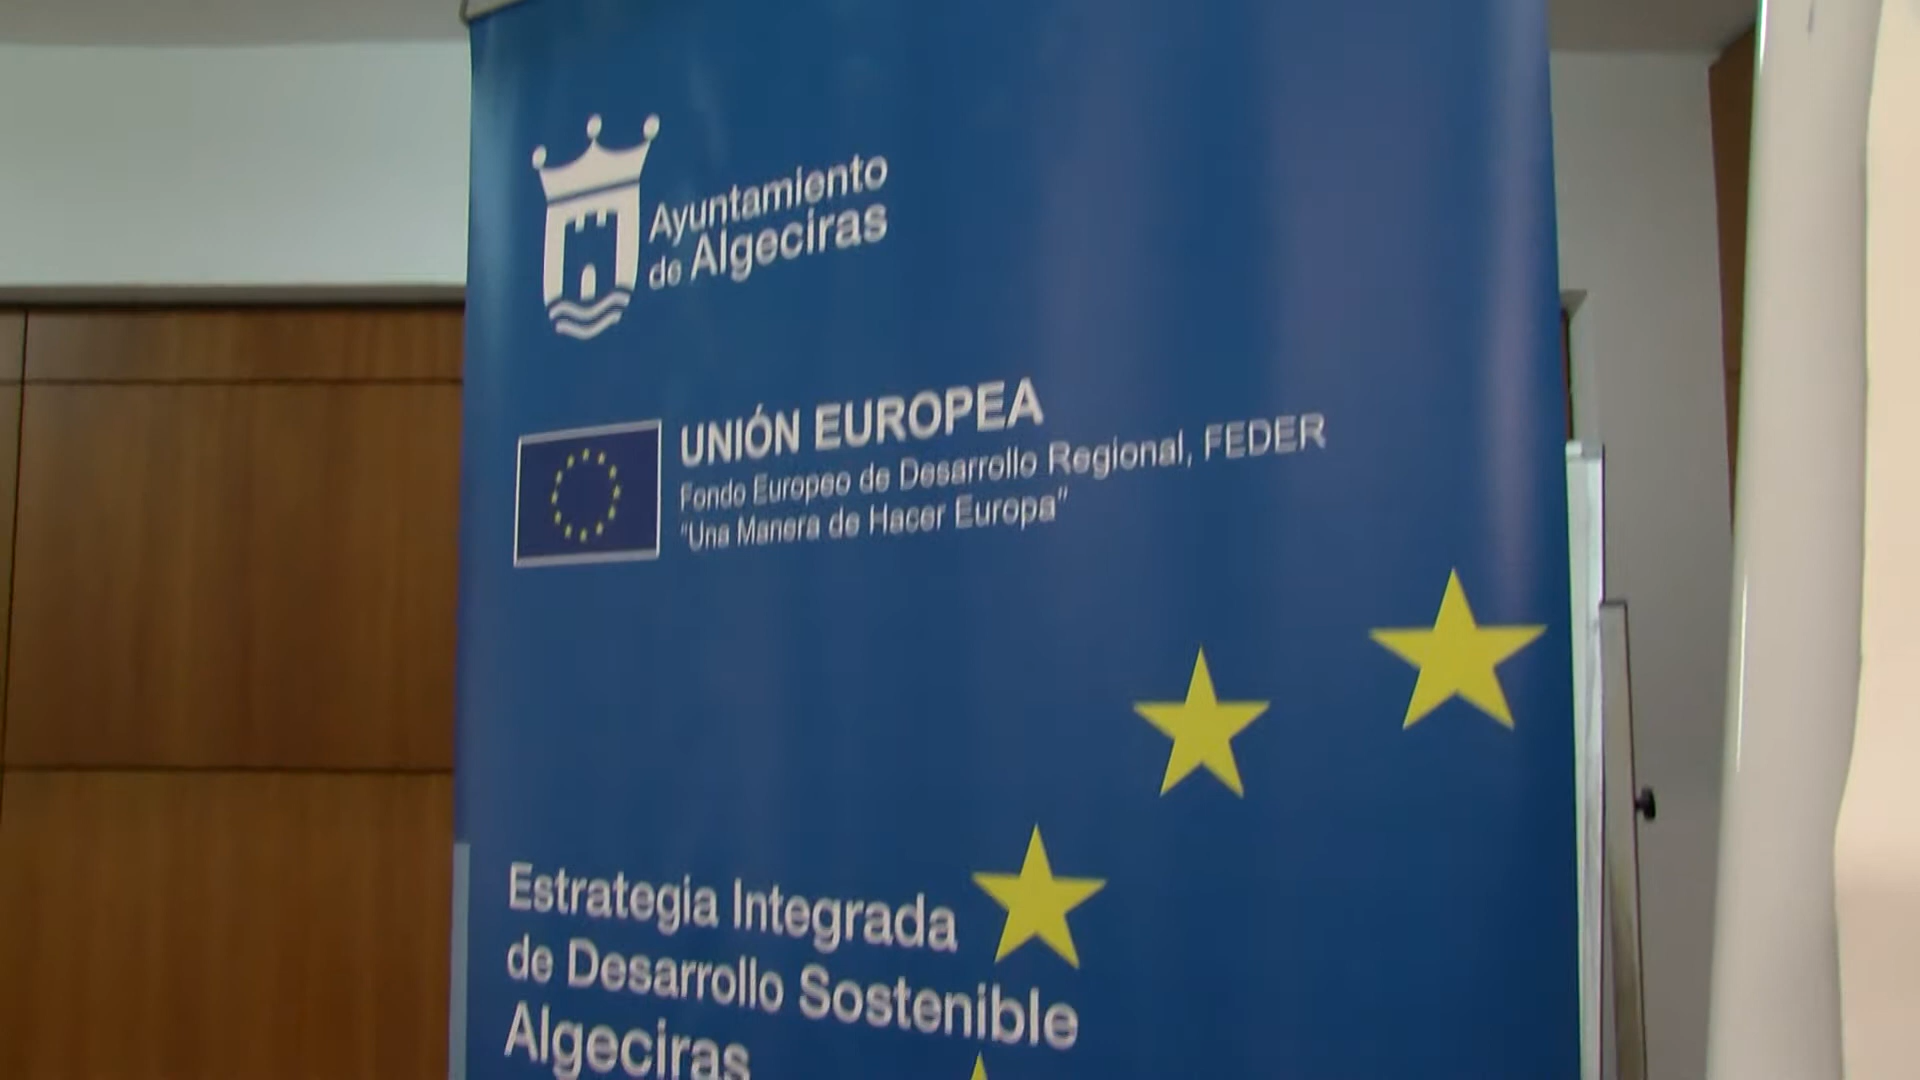 Ayuntamiento
de Algeciras
UNIÓN EUROPEA
Fondo Europeo de Desarrollo Regional, FEDER
"Una Manera de Hacer Europa"
Estrategia Integrada
de Desarrollo Sostenible
Algeciras